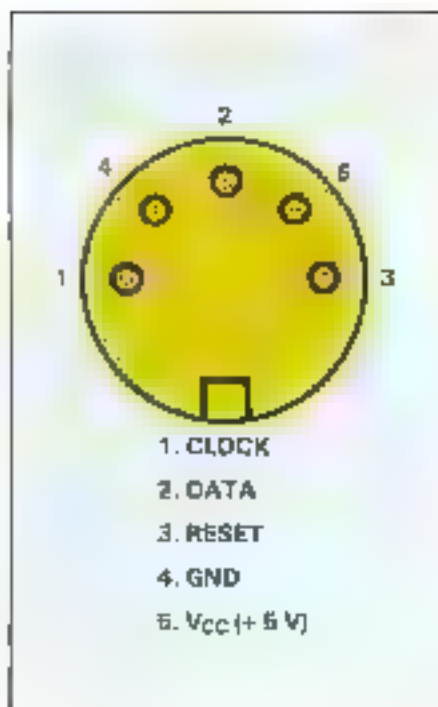 2
4 5
1 3
1. CLOCK
2. DATA
3. RESET
4. GND
5. VCC (+ 5 V)